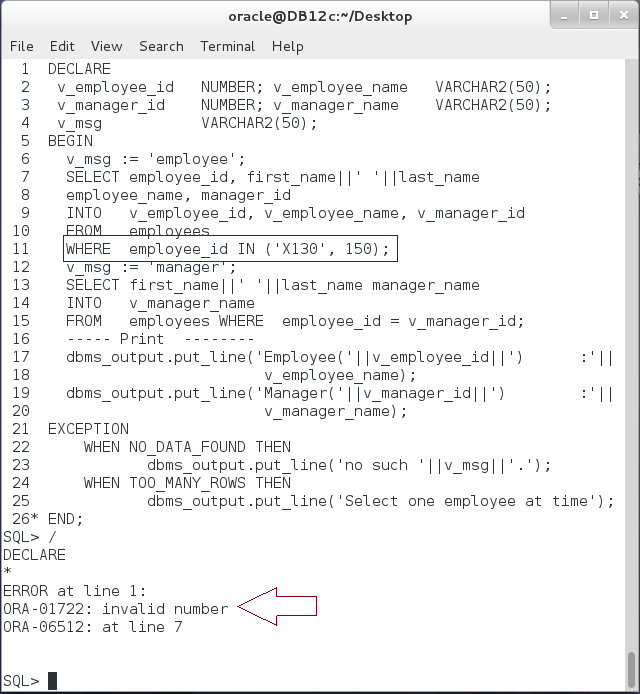 oracle@DB12c:~/Desktop
File Edit View Search Terminal Help
1 DECLARE
2 v_employee_id NUMBER; v_employee_name VARCHAR2(50);
3 v_manager_id NUMBER; v_manager_name VARCHAR2(50);
4 v_msg VARCHAR2(50);
5 BEGIN
6 v_msg := 'employee';
7 SELECT employee_id, first_name||' '||last_name
8 employee_name, manager_id
9 INTO v_employee_id, v_employee_name, v_manager_id
10 FROM employees
11 WHERE employee_id IN ('X130', 150);
12 v_msg := 'manager';
13 SELECT first_name||' '||last_name manager_name
14 INTO v_manager_name
15 FROM employees WHERE employee_id = v_manager_id;
16 ----- Print --------
17 dbms_output.put_line('Employee('||v_employee_id||') :'||
18 v_employee_name);
19 dbms_output.put_line('Manager('||v_manager_id||') :'||
20 v_manager_name);
21 EXCEPTION
22 WHEN NO_DATA_FOUND THEN
23 dbms_output.put_line('no such '||v_msg||'.');
24 WHEN TOO_MANY_ROWS THEN
25 dbms_output.put_line('Select one employee at time');
26* END;
SQL> /
DECLARE
*
ERROR at line 1:
ORA-01722: invalid number
ORA-06512: at line 7
SQL>